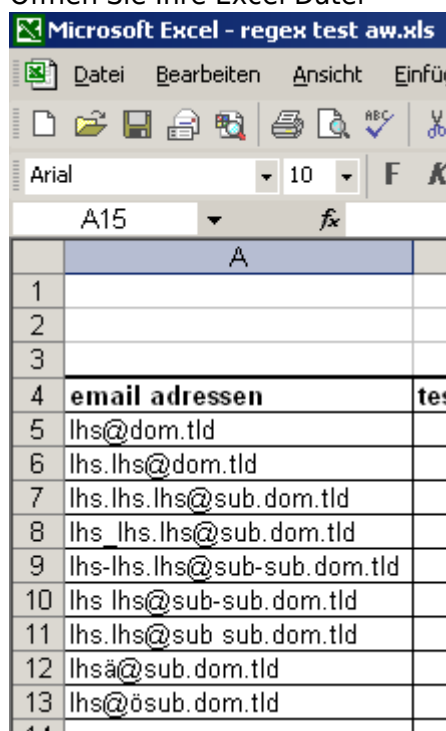 Öffnen Sie Ihre Excel Datei
Microsoft Excel - regex test aw.xls
Datei Bearbeiten Ansicht Einfüg
ABC
Arial 10 F K
A15 fx
A
1
2
3
4 email adressen tes
5 lhs@dom.tld
6 lhs.lhs@dom.tld
7 lhs.lhs.lhs@sub.dom.tld
8 lhs_lhs.lhs@sub.dom.tld
9 lhs-lhs.lhs@sub-sub.dom.tld
10 lhs lhs@sub-sub.dom.tld
11 lhs.lhs@sub sub.dom.tld
12 lhsä@sub.dom.tld
13 lhs@ösub.dom.tld
14